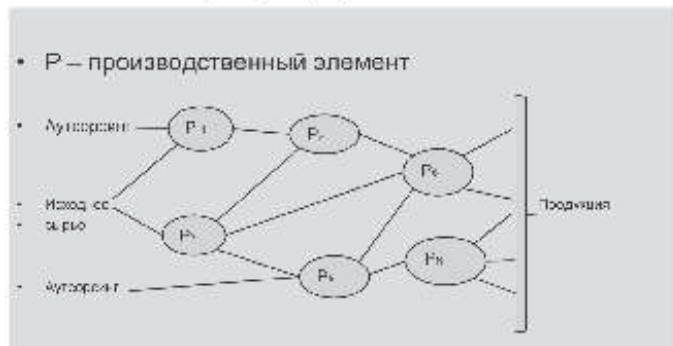 • P – производственный элемент
• Аутсорсинг
• Исходное
• сырье
• Аутсорсинг
P
P
P
P
P
P
Продукция